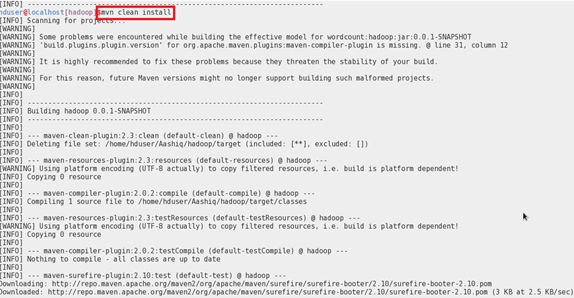 [INFO] ------------------------------------------------------------------------
hduser@localhost[hadoop]$mvn clean install
[INFO] Scanning for projects...
[WARNING]
[WARNING] Some problems were encountered while building the effective model for wordcount:hadoop:jar:0.0.1-SNAPSHOT
[WARNING] 'build.plugins.plugin.version' for org.apache.maven.plugins:maven-compiler-plugin is missing. @ line 31, column 12
[WARNING]
[WARNING] It is highly recommended to fix these problems because they threaten the stability of your build.
[WARNING]
[WARNING] For this reason, future Maven versions might no longer support building such malformed projects.
[WARNING]
[INFO]
[INFO] ------------------------------------------------------------------------
[INFO] Building hadoop 0.0.1-SNAPSHOT
[INFO] ------------------------------------------------------------------------
[INFO]
[INFO] --- maven-clean-plugin:2.3:clean (default-clean) @ hadoop ---
[INFO] Deleting file set: /home/hduser/Aashiq/hadoop/target (included: [**], excluded: [])
[INFO]
[INFO] --- maven-resources-plugin:2.3:resources (default-resources) @ hadoop ---
[WARNING] Using platform encoding (UTF-8 actually) to copy filtered resources, i.e. build is platform dependent!
[INFO] Copying 0 resource
[INFO]
[INFO] --- maven-compiler-plugin:2.0.2:compile (default-compile) @ hadoop ---
[INFO] Compiling 1 source file to /home/hduser/Aashiq/hadoop/target/classes
[INFO]
[INFO] --- maven-resources-plugin:2.3:testResources (default-testResources) @ hadoop ---
[WARNING] Using platform encoding (UTF-8 actually) to copy filtered resources, i.e. build is platform dependent!
[INFO] Copying 0 resource
[INFO]
[INFO] --- maven-compiler-plugin:2.0.2:testCompile (default-testCompile) @ hadoop ---
[INFO] Nothing to compile - all classes are up to date
[INFO]
[INFO] --- maven-surefire-plugin:2.10:test (default-test) @ hadoop ---
Downloading: http://repo.maven.apache.org/maven2/org/apache/maven/surefire/surefire-booter/2.10/surefire-booter-2.10.pom
Downloaded: http://repo.maven.apache.org/maven2/org/apache/maven/surefire/surefire-booter/2.10/surefire-booter-2.10.pom (3 KB at 2.5 KB/sec)